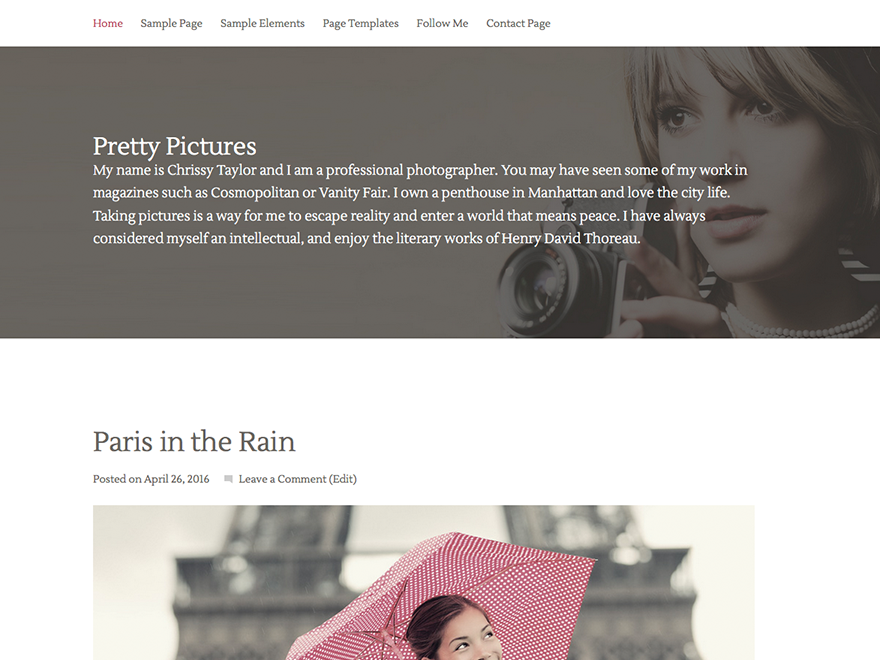 Home Sample Page Sample Elements Page Templates Follow Me Contact Page
Pretty Pictures
My name is Chrissy Taylor and I am a professional photographer. You may have seen some of my work in
magazines such as Cosmopolitan or Vanity Fair. I own a penthouse in Manhattan and love the city life.
Taking pictures is a way for me to escape reality and enter a world that means peace. I have always
considered myself an intellectual, and enjoy the literary works of Henry David Thoreau.
Paris in the Rain
Posted on April 26, 2016 Leave a Comment (Edit)